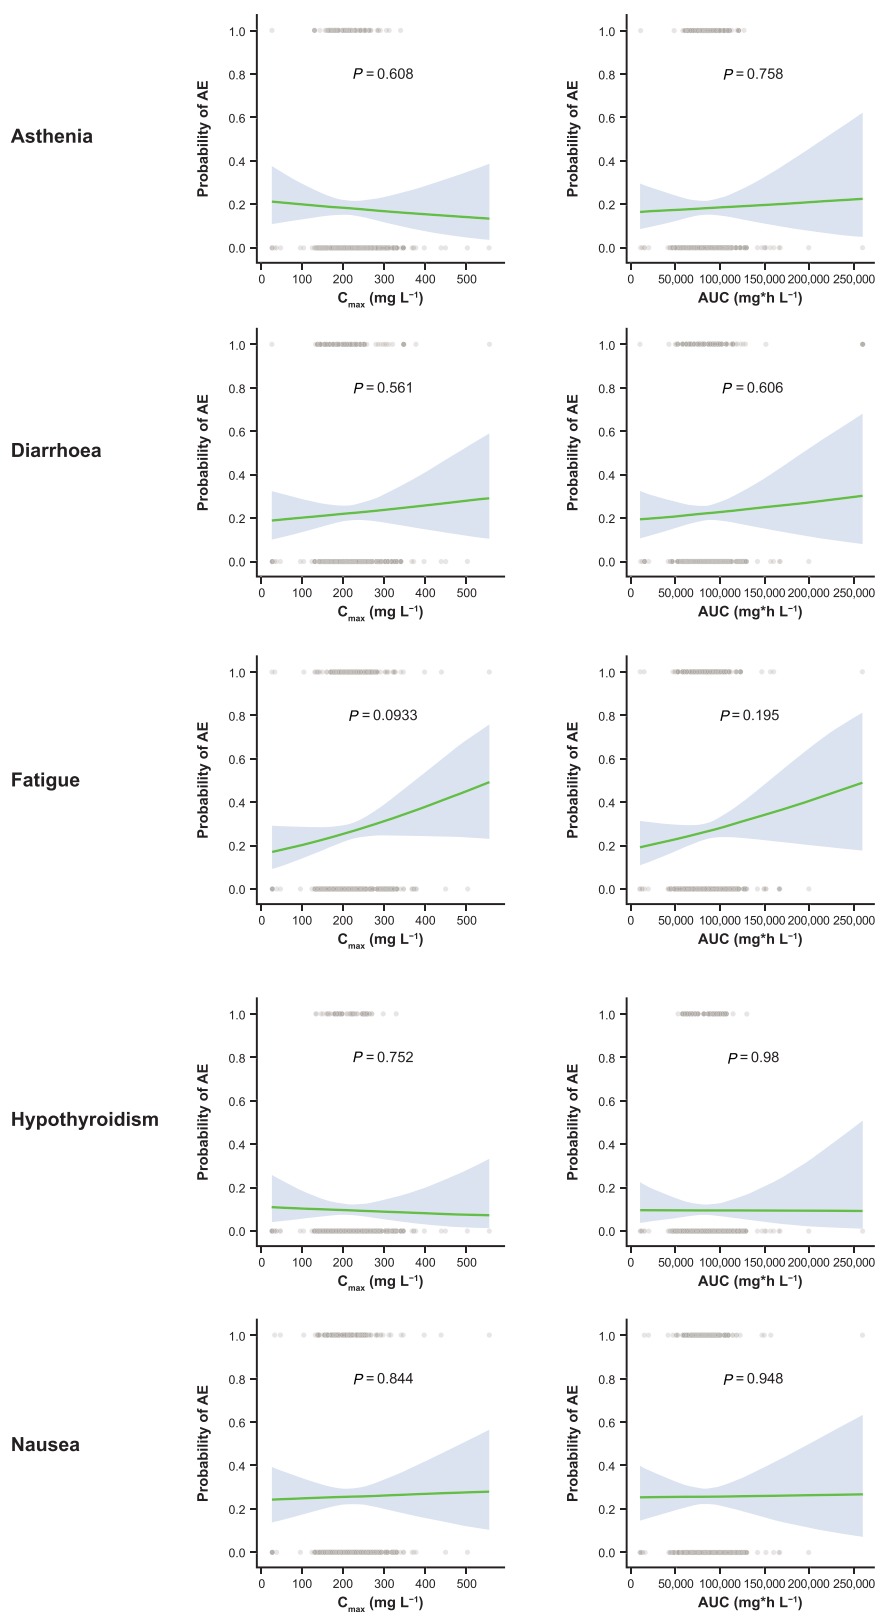 Asthenia
Probability of AE
1.0
0.8
0.6
0.4
0.2
0.0
P = 0.608
0 100 200 300 400 500
Cmax (mg L⁻¹)
Probability of AE
1.0
0.8
0.6
0.4
0.2
0.0
P = 0.758
0 50,000 100,000 150,000 200,000 250,000
AUC (mg*h L⁻¹)
Diarrhoea
Probability of AE
1.0
0.8
0.6
0.4
0.2
0.0
P = 0.561
0 100 200 300 400 500
Cmax (mg L⁻¹)
Probability of AE
1.0
0.8
0.6
0.4
0.2
0.0
P = 0.606
0 50,000 100,000 150,000 200,000 250,000
AUC (mg*h L⁻¹)
Fatigue
Probability of AE
1.0
0.8
0.6
0.4
0.2
0.0
P = 0.0933
0 100 200 300 400 500
Cmax (mg L⁻¹)
Probability of AE
1.0
0.8
0.6
0.4
0.2
0.0
P = 0.195
0 50,000 100,000 150,000 200,000 250,000
AUC (mg*h L⁻¹)
Hypothyroidism
Probability of AE
1.0
0.8
0.6
0.4
0.2
0.0
P = 0.752
0 100 200 300 400 500
Cmax (mg L⁻¹)
Probability of AE
1.0
0.8
0.6
0.4
0.2
0.0
P = 0.98
0 50,000 100,000 150,000 200,000 250,000
AUC (mg*h L⁻¹)
Nausea
Probability of AE
1.0
0.8
0.6
0.4
0.2
0.0
P = 0.844
0 100 200 300 400 500
Cmax (mg L⁻¹)
Probability of AE
1.0
0.8
0.6
0.4
0.2
0.0
P = 0.948
0 50,000 100,000 150,000 200,000 250,000
AUC (mg*h L⁻¹)